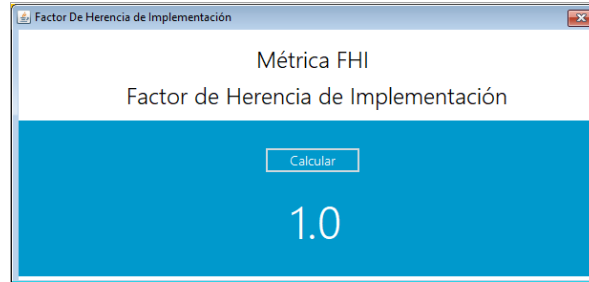 Factor De Herencia de Implementación
Métrica FHI
Factor de Herencia de Implementación
Calcular
1.0